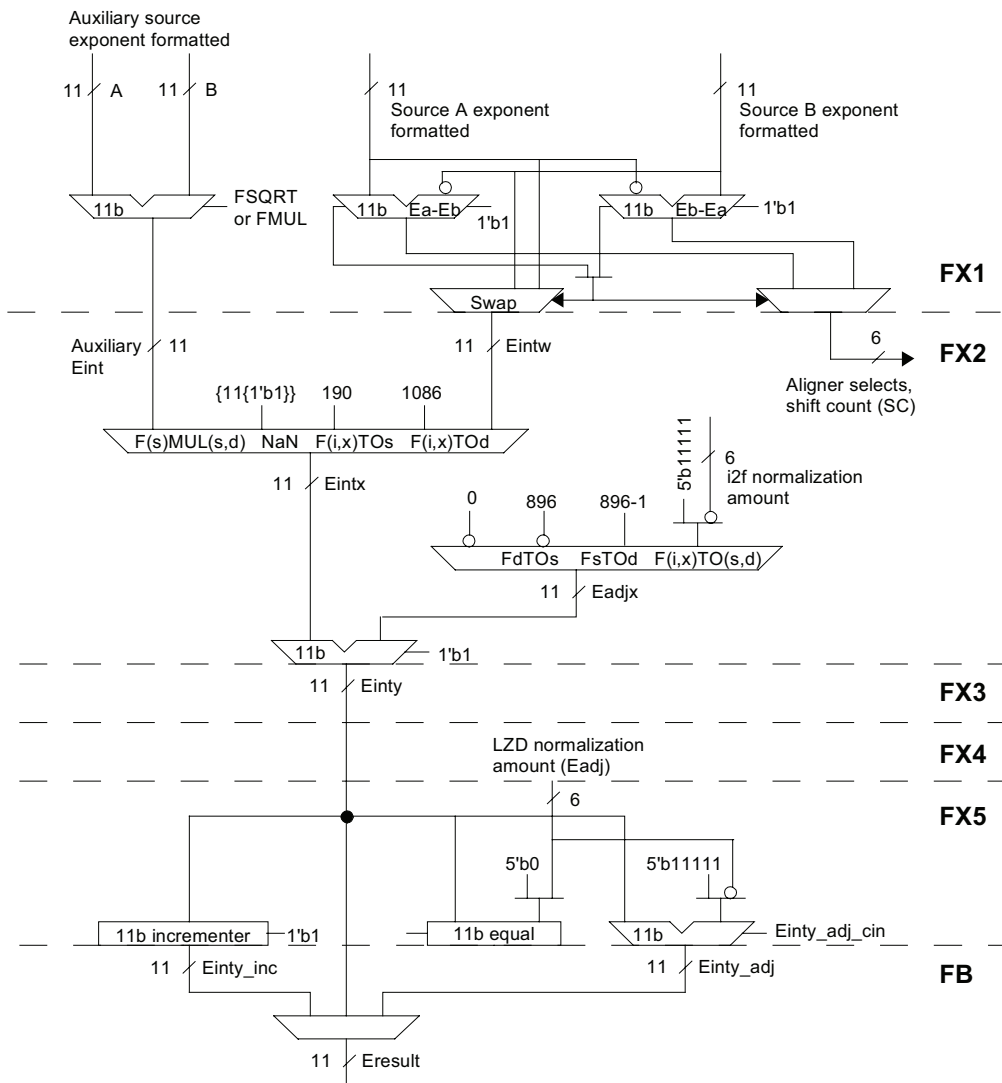 Auxiliary source
exponent formatted
11 A
11 B
11
Source A exponent
formatted
11
Source B exponent
formatted
11b
FSQRT
or FMUL
11b Ea-Eb
1'b1
11b Eb-Ea
1'b1
FX1
Swap
Auxiliary
Eint
11
11 Eintw
6
FX2
Aligner selects,
shift count (SC)
{11{1'b1}} 190 1086
F(s)MUL(s,d) NaN F(i,x)TOs F(i,x)TOd
11 Eintx
5'b11111
6
i2f normalization
amount
0 896 896-1
FdTOs FsTOd F(i,x)TO(s,d)
11 Eadjx
11b
1'b1
11 Einty
FX3
LZD normalization
amount (Eadj)
FX4
6
FX5
5'b0
5'b11111
11b incrementer
1'b1
11b equal
11b
Einty_adj_cin
11 Einty_inc
11 Einty_adj
FB
11 Eresult